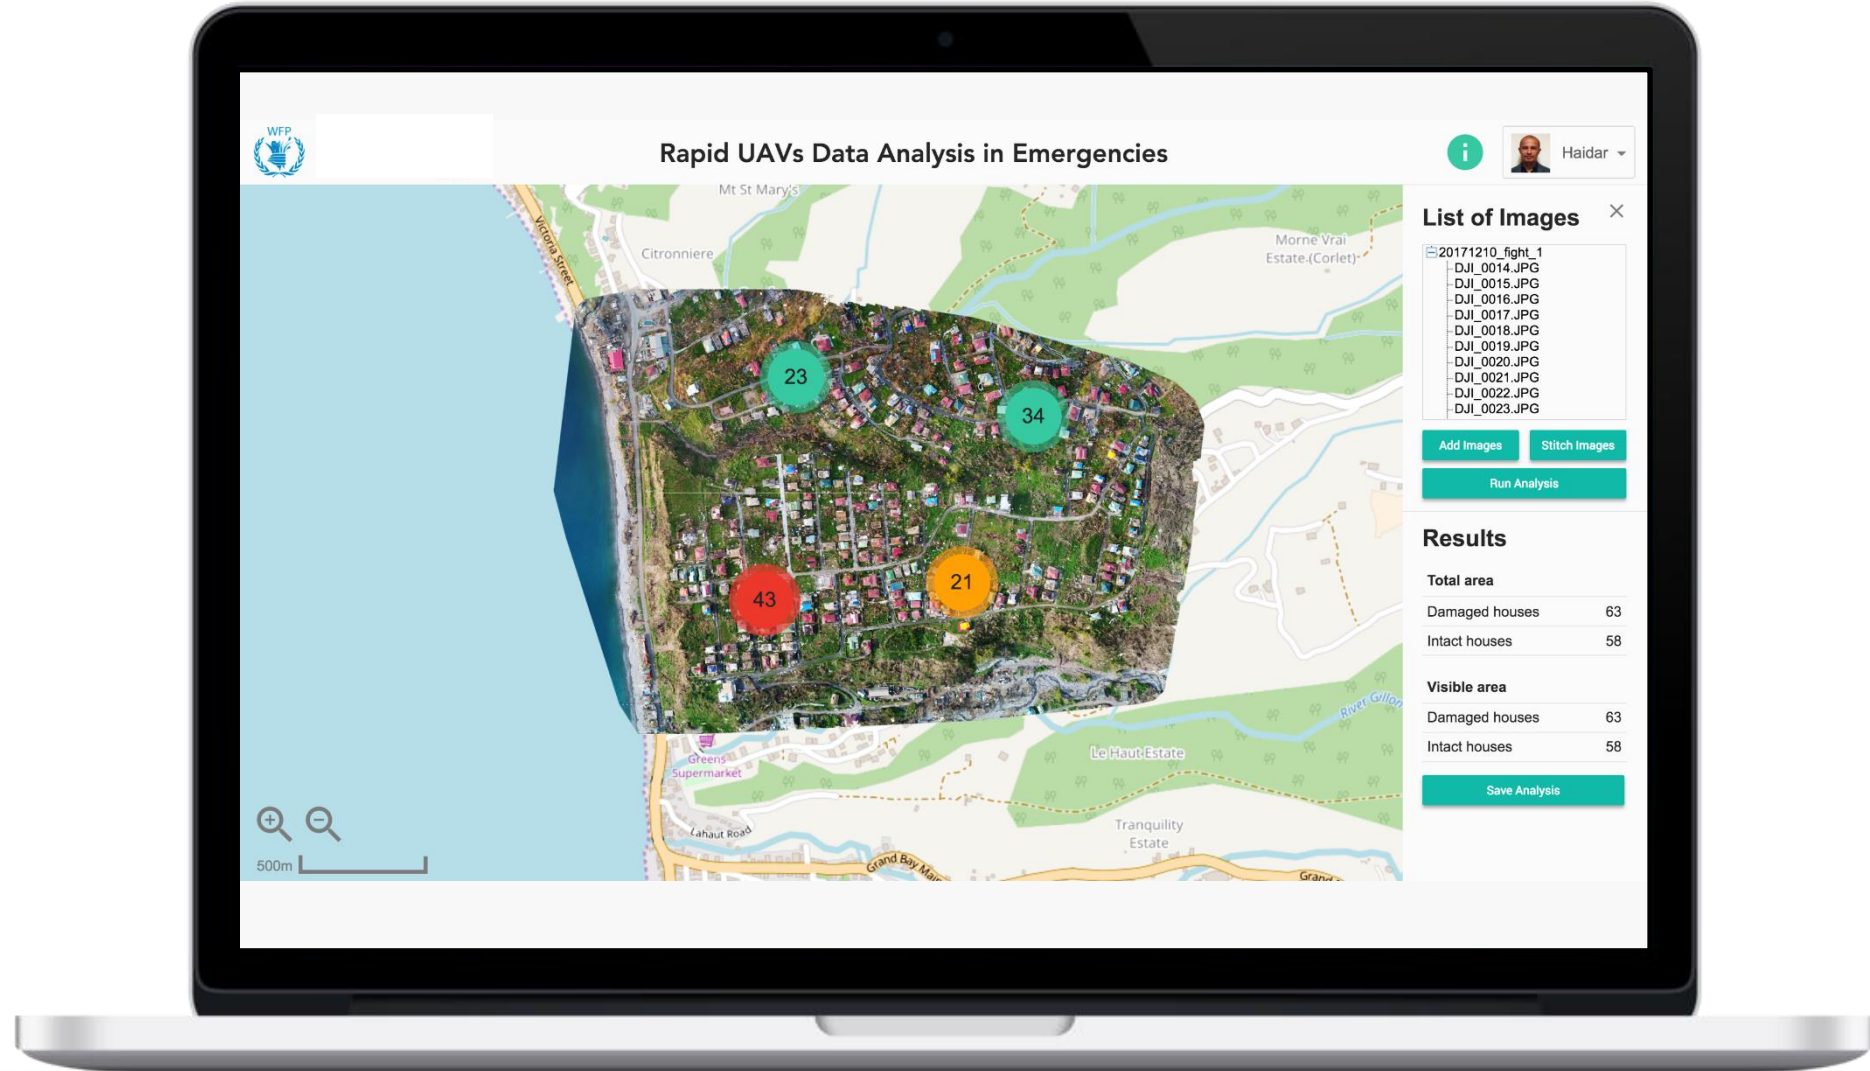 WFP
Rapid UAVs Data Analysis in Emergencies
i
Haidar
Mt St Mary's
Victoria Street
Citronniere
Morne Vrai
Estate (Corlet)
23
34
43
21
River Gillon
Le Haut Estate
Greens
Supermarket
Lahaut Road
Tranquility
Estate
Grand Bay
500m
List of Images
20171210_fight_1
DJI_0014.JPG
DJI_0015.JPG
DJI_0016.JPG
DJI_0017.JPG
DJI_0018.JPG
DJI_0019.JPG
DJI_0020.JPG
DJI_0021.JPG
DJI_0022.JPG
DJI_0023.JPG
Add Images
Stitch Images
Run Analysis
Results
Total area
Damaged houses 63
Intact houses 58
Visible area
Damaged houses 63
Intact houses 58
Save Analysis